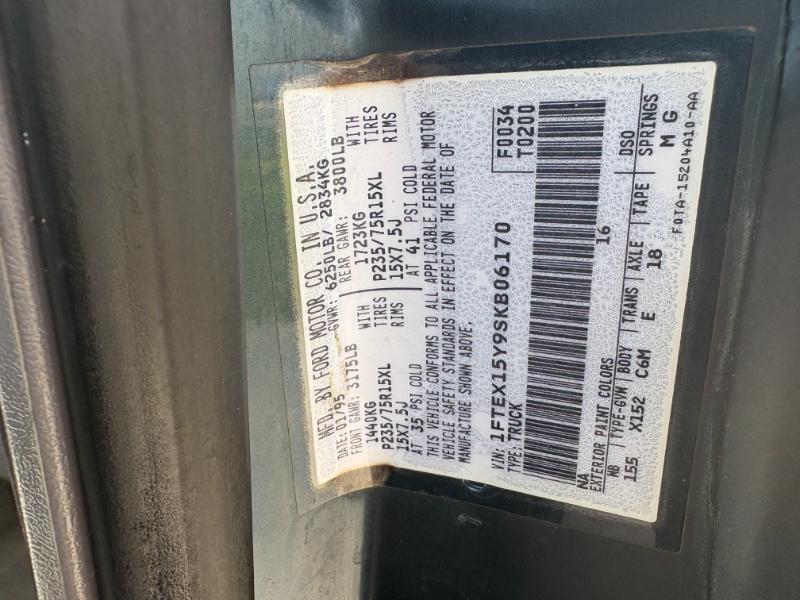 MFD. BY FORD MOTOR CO. IN U.S.A.
DATE: 01/95 GVWR: 6250LB/ 2834KG
FRONT GAWR: 3175LB REAR GAWR: 3800LB
1440KG WITH 1723KG WITH
P235/75R15XL TIRES P235/75R15XL TIRES
15X7.5J RIMS 15X7.5J RIMS
AT 35 PSI COLD AT 41 PSI COLD
THIS VEHICLE CONFORMS TO ALL APPLICABLE FEDERAL MOTOR
VEHICLE SAFETY STANDARDS IN EFFECT ON THE DATE OF
MANUFACTURE SHOWN ABOVE.
VIN: 1FTEX15Y9SKB06170 F0034
TYPE: TRUCK T0200
NA 16
EXTERIOR PAINT COLORS DSO
WB TYPE-GVM BODY TRANS AXLE TAPE SPRINGS
155 X152 C6M E 18 M G
F0TA-15204A10-AA